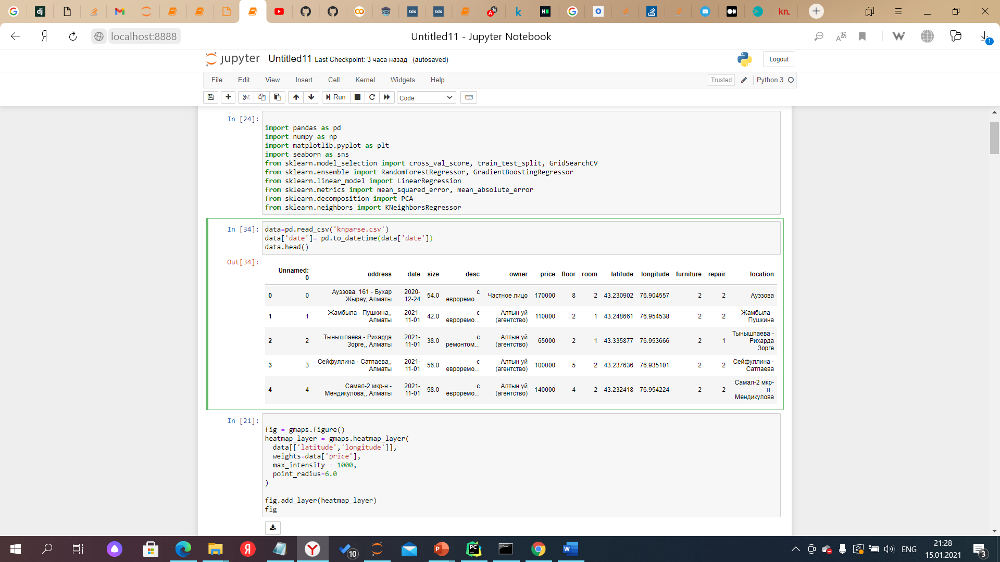 localhost:8888
Untitled11 - Jupyter Notebook
1
jupyter Untitled11 Last Checkpoint: 3 часа назад (autosaved)
Logout
File Edit View Insert Cell Kernel Widgets Help
Trusted Python 3
Run Code
In [24]:
import pandas as pd
import numpy as np
import matplotlib.pyplot as plt
import seaborn as sns
from sklearn.model_selection import cross_val_score, train_test_split, GridSearchCV
from sklearn.ensemble import RandomForestRegressor, GradientBoostingRegressor
from sklearn.linear_model import LinearRegression
from sklearn.metrics import mean_squared_error, mean_absolute_error
from sklearn.decomposition import PCA
from sklearn.neighbors import KNeighborsRegressor
In [34]:
data=pd.read_csv('knparse.csv')
data['date']= pd.to_datetime(data['date'])
data.head()
Out[34]:
Unnamed: 0 address date size desc owner price floor room latitude longitude furniture repair location
0 0 Ауэзова, 161 - Бухар Жырау, Алматы 2020-12-24 54.0 с евроремо... Частное лицо 170000 8 2 43.230902 76.904557 2 2 Ауэзова
1 1 Жамбыла - Пушкина,, Алматы 2021-11-01 42.0 с евроремо... Алтын уй (агентство) 110000 2 1 43.248661 76.954538 2 2 Жамбыла - Пушкина
2 2 Тынышпаева - Рихарда Зорге,, Алматы 2021-11-01 38.0 с ремонтом... Алтын уй (агентство) 65000 2 1 43.335877 76.953666 2 1 Тынышпаева - Рихарда Зорге
3 3 Сейфуллина - Сатпаева,, Алматы 2021-11-01 56.0 с евроремо... Алтын уй (агентство) 100000 5 2 43.237636 76.935101 2 2 Сейфуллина - Сатпаева
4 4 Самал-2 мкр-н - Мендикулова,, Алматы 2021-11-01 58.0 с евроремо... Алтын уй (агентство) 140000 4 2 43.232418 76.954224 2 2 Самал-2 мкр-н - Мендикулова
In [21]:
fig = gmaps.figure()
heatmap_layer = gmaps.heatmap_layer(
data[['latitude','longitude']],
weights=data['price'],
max_intensity = 1000,
point_radius=6.0
)
fig.add_layer(heatmap_layer)
fig
10
ENG
21:28
15.01.2021
3